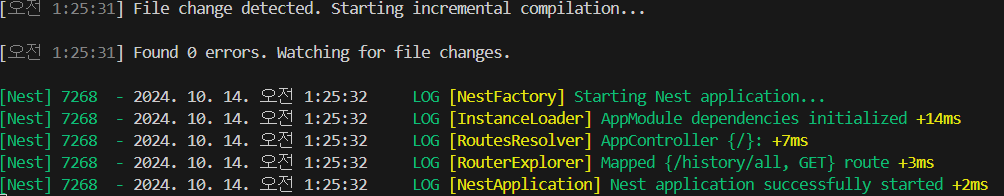 [오전 1:25:31] File change detected. Starting incremental compilation...
[오전 1:25:31] Found 0 errors. Watching for file changes.
[Nest] 7268  - 2024. 10. 14. 오전 1:25:32     LOG [NestFactory] Starting Nest application...
[Nest] 7268  - 2024. 10. 14. 오전 1:25:32     LOG [InstanceLoader] AppModule dependencies initialized +14ms
[Nest] 7268  - 2024. 10. 14. 오전 1:25:32     LOG [RoutesResolver] AppController {/}: +7ms
[Nest] 7268  - 2024. 10. 14. 오전 1:25:32     LOG [RouterExplorer] Mapped {/history/all, GET} route +3ms
[Nest] 7268  - 2024. 10. 14. 오전 1:25:32     LOG [NestApplication] Nest application successfully started +2ms